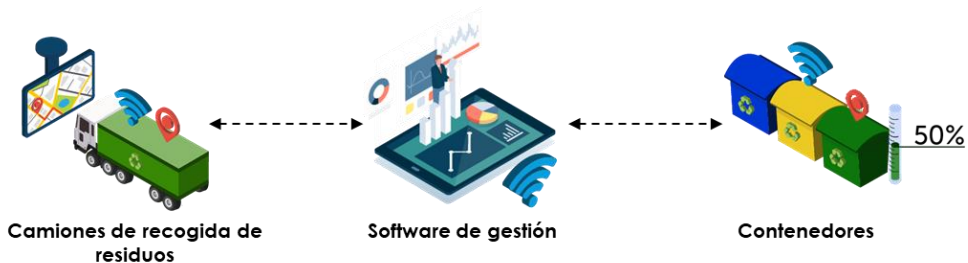 50%
Camiones de recogida de
residuos
Software de gestión
Contenedores